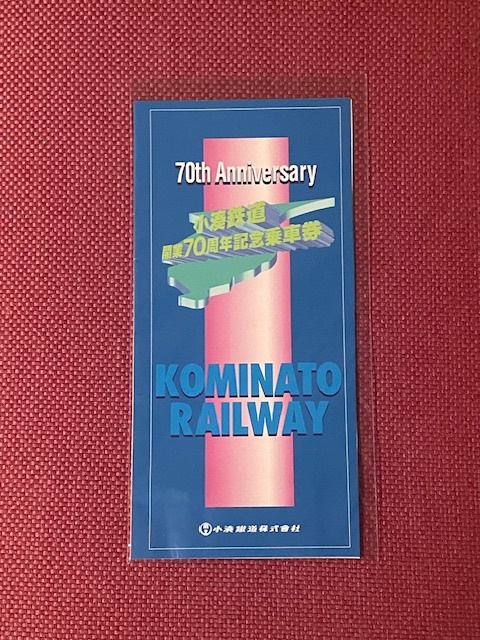 70th Anniversary
小湊鉄道
開業70周年記念乗車券
KOMINATO
RAILWAY
小湊鐵道株式会社